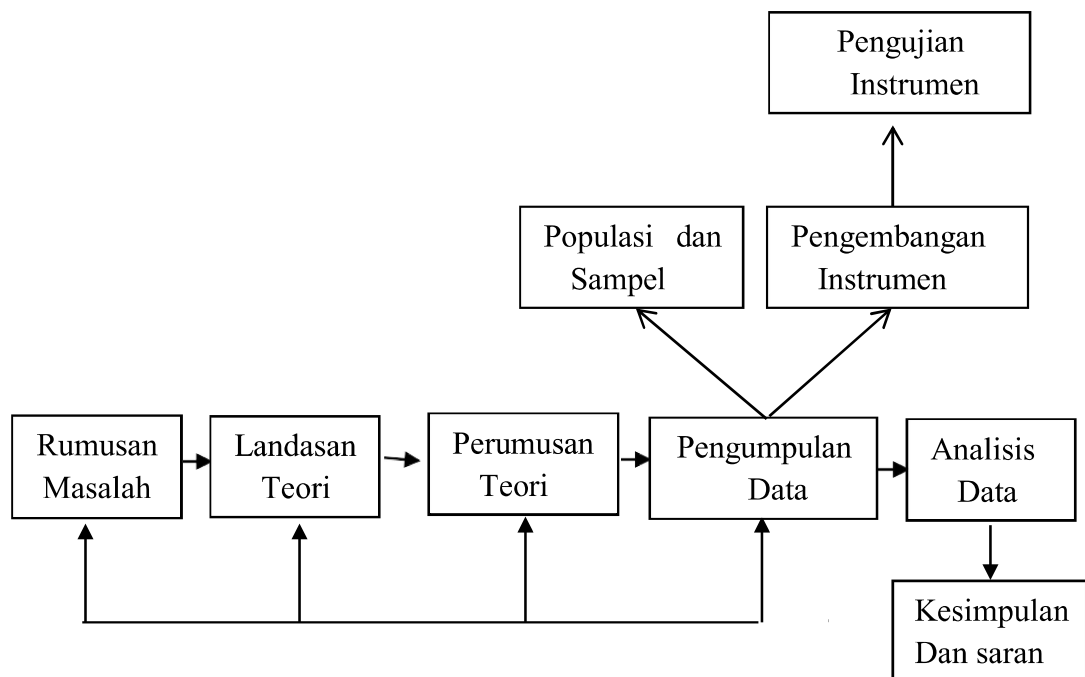 Pengujian
Instrumen
Populasi dan
Sampel
Pengembangan
Instrumen
Rumusan
Masalah
Landasan
Teori
Perumusan
Teori
Pengumpulan
Data
Analisis
Data
Kesimpulan
Dan saran